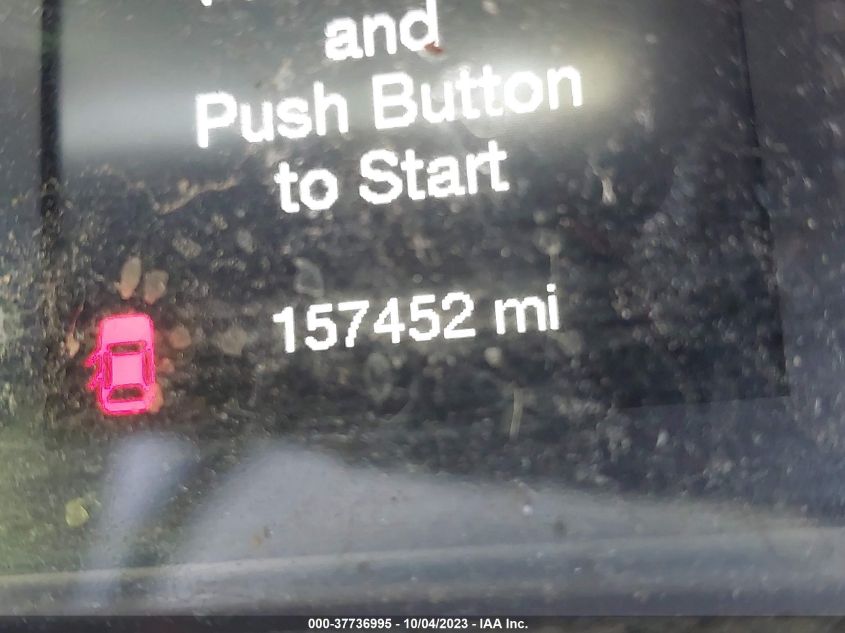 and
Push Button
to Start
157452 mi
000-37736995 - 10/04/2023 - IAA Inc.